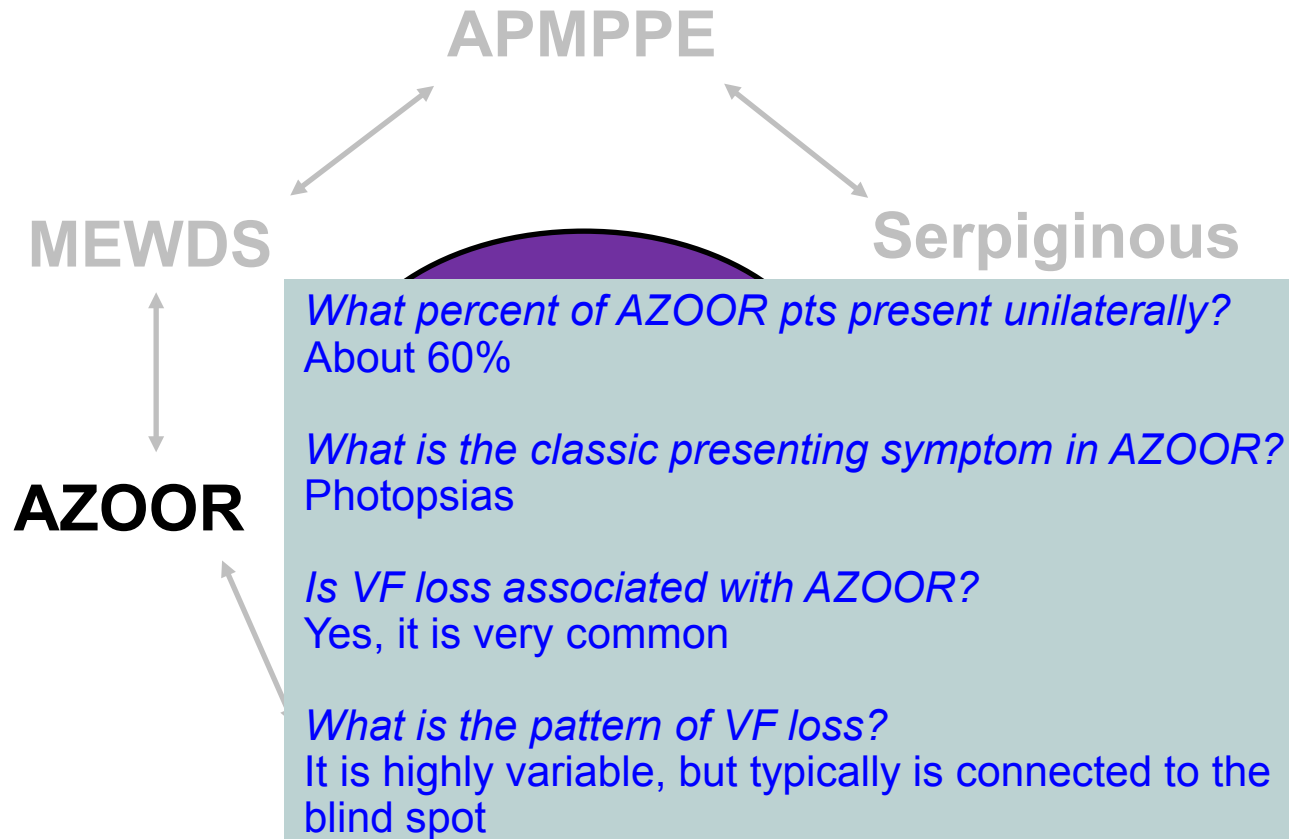 APMPPE
MEWDS
Serpiginous
What percent of AZOOR pts present unilaterally?
About 60%
What is the classic presenting symptom in AZOOR?
Photopsias
AZOOR
Is VF loss associated with AZOOR?
Yes, it is very common
What is the pattern of VF loss?
It is highly variable, but typically is connected to the
blind spot